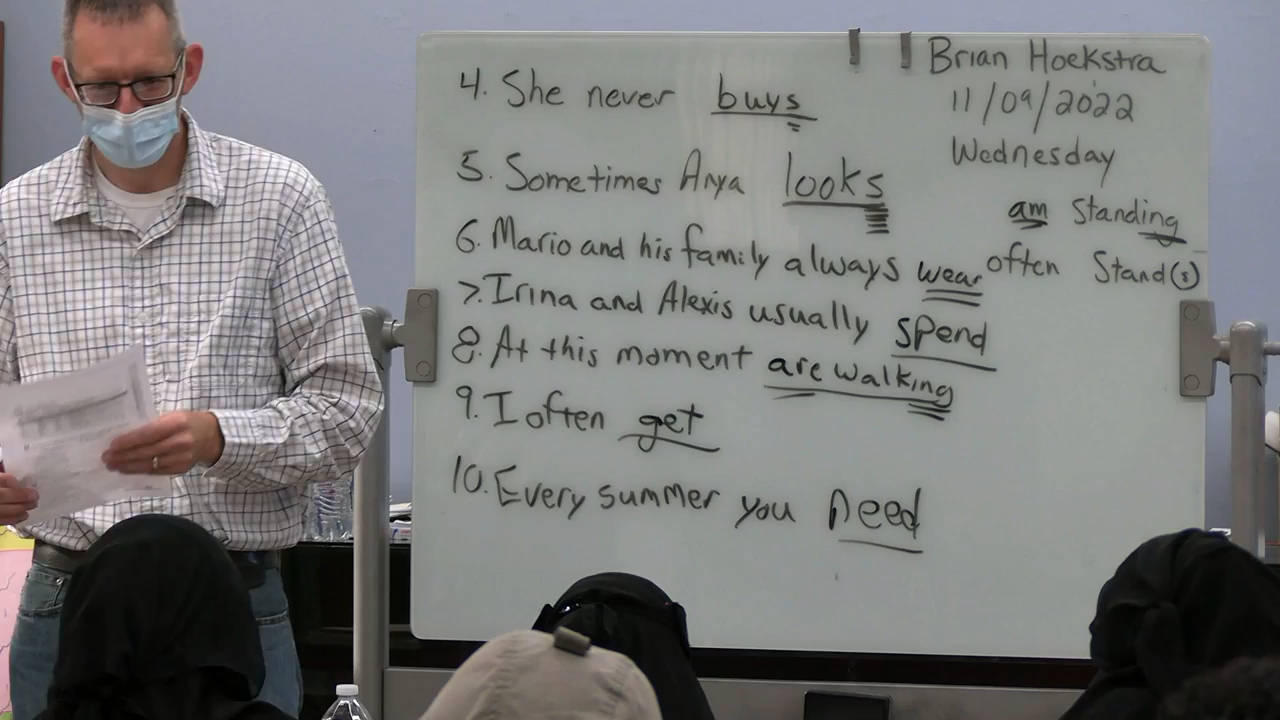 4. She never buys
5. Sometimes Anya looks
6. Mario and his family always wear
7. Irina and Alexis usually spend
8. At this moment are walking
9. I often get
10. Every summer you need
Brian Hoekstra
11/09/2022
Wednesday
am Standing
often Stand(s)